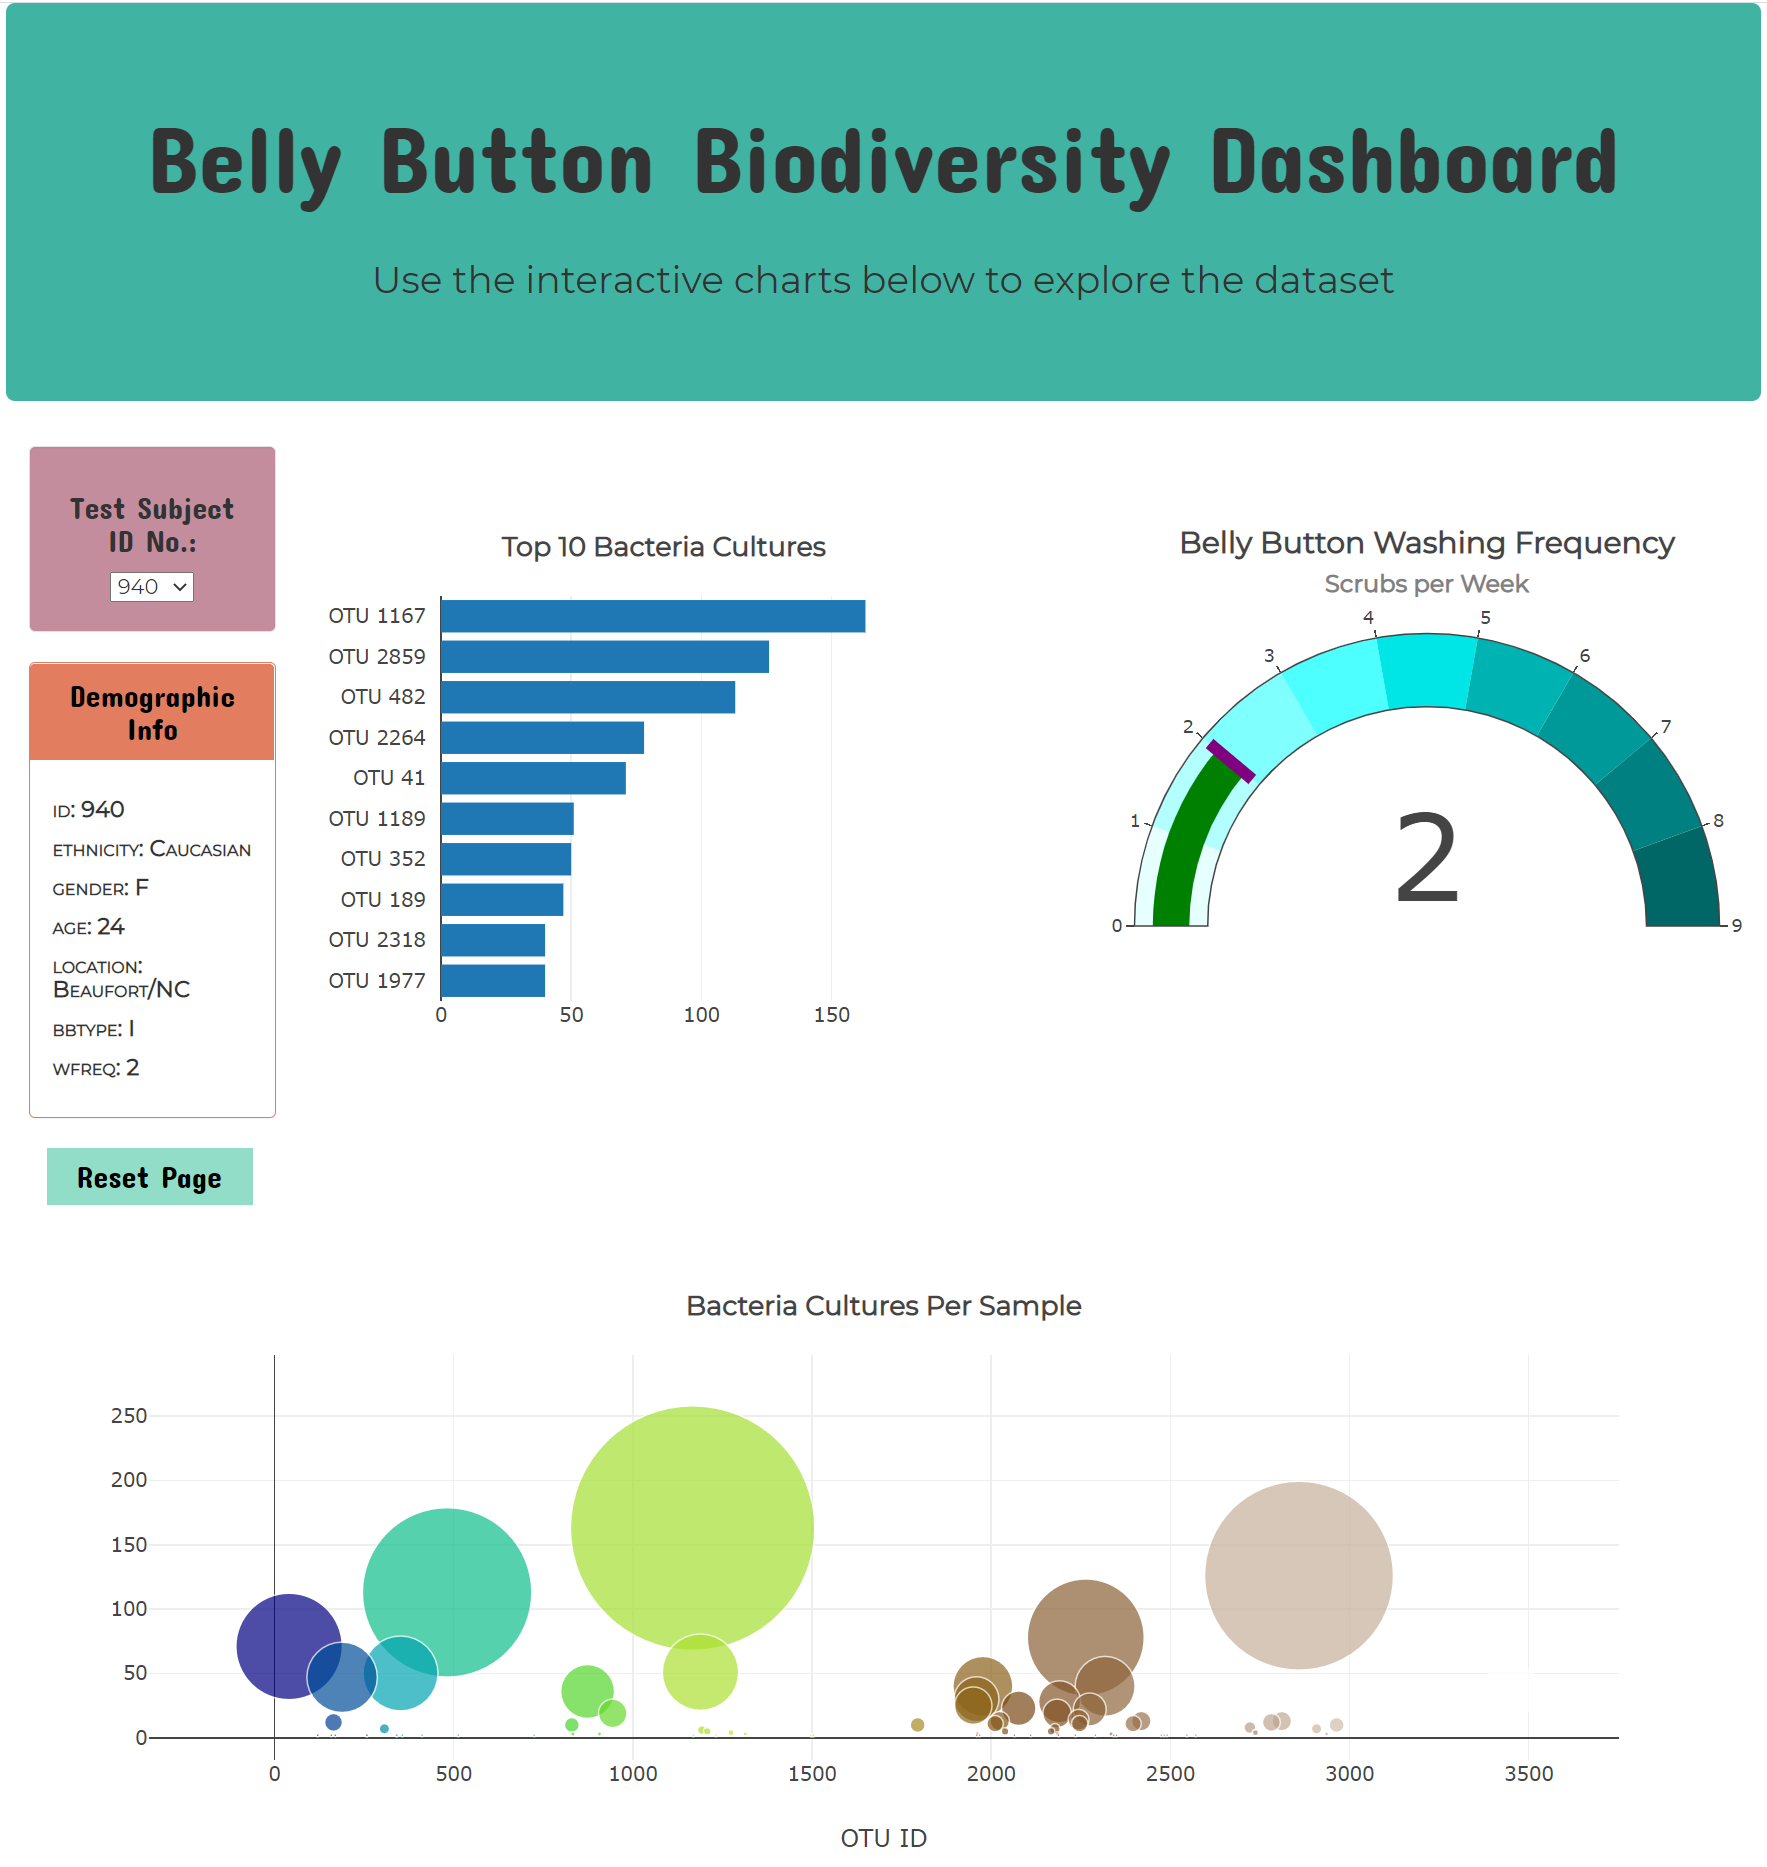 Belly Button Biodiversity Dashboard
Use the interactive charts below to explore the dataset
Test Subject
ID No.:
940
Demographic
Info
ID: 940
ETHNICITY: CAUCASIAN
GENDER: F
AGE: 24
LOCATION:
BEAUFORT/NC
BBTYPE: I
WFREQ: 2
Reset Page
Top 10 Bacteria Cultures
OTU 1167
OTU 2859
OTU 482
OTU 2264
OTU 41
OTU 1189
OTU 352
OTU 189
OTU 2318
OTU 1977
0 50 100 150
Belly Button Washing Frequency
Scrubs per Week
0
1
2
3
4
5
6
7
8
9
2
Bacteria Cultures Per Sample
250
200
150
100
50
0
0 500 1000 1500 2000 2500 3000 3500
OTU ID